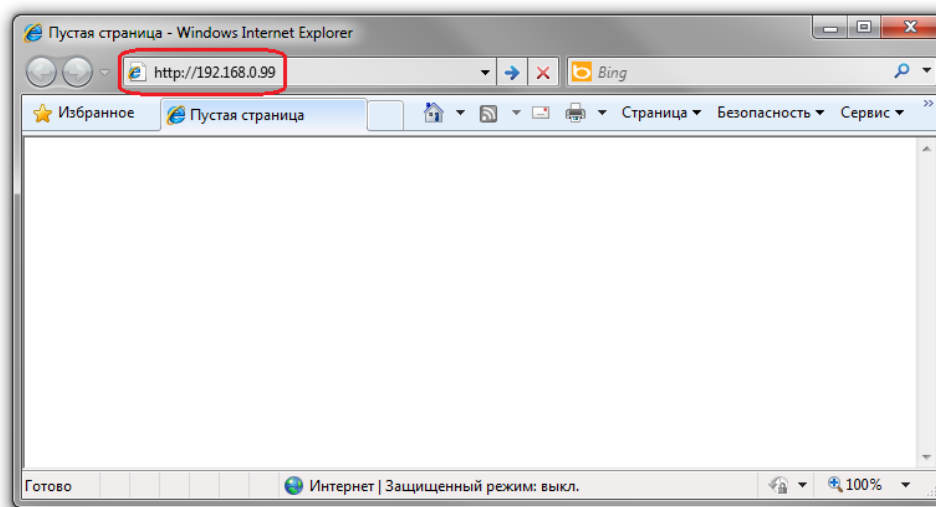 Пустая страница - Windows Internet Explorer
http://192.168.0.99 Bing
Избранное Пустая страница Страница Безопасность Сервис »
Готово Интернет | Защищенный режим: выкл. 100%